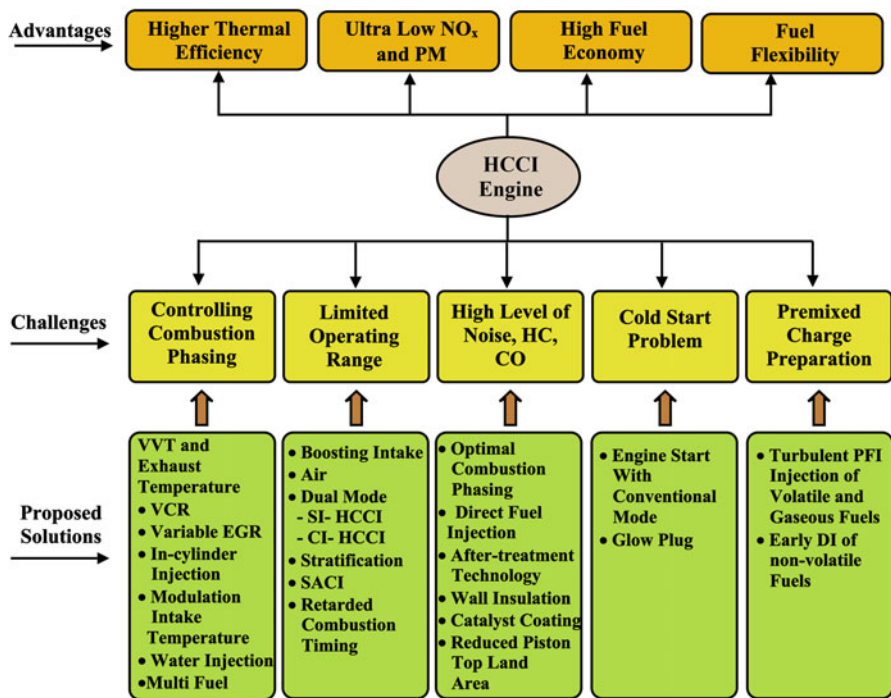 Advantages
Higher Thermal
Efficiency
Ultra Low NOx
and PM
High Fuel
Economy
Fuel
Flexibility
HCCI
Engine
Challenges
Controlling
Combustion
Phasing
Limited
Operating
Range
High Level of
Noise, HC,
CO
Cold Start
Problem
Premixed
Charge
Preparation
Proposed
Solutions
VVT and
Exhaust
Temperature
• VCR
• Variable EGR
• In-cylinder
Injection
• Modulation
Intake
Temperature
• Water Injection
• Multi Fuel
• Boosting Intake
• Air
• Dual Mode
- SI- HCCI
- CI- HCCI
• Stratification
• SACI
• Retarded
Combustion
Timing
• Optimal
Combustion
Phasing
• Direct Fuel
Injection
• After-treatment
Technology
• Wall Insulation
• Catalyst Coating
• Reduced Piston
Top Land
Area
• Engine Start
With
Conventional
Mode
• Glow Plug
• Turbulent PFI
Injection of
Volatile and
Gaseous Fuels
• Early DI of
non-volatile
Fuels